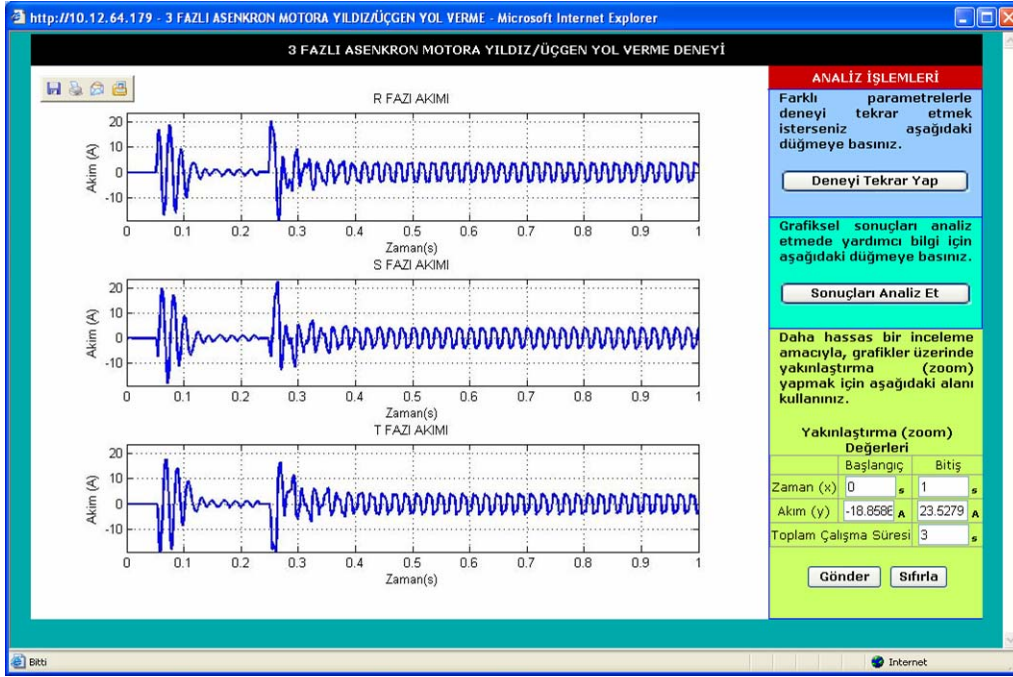 http://10.12.64.179 - 3 FAZLI ASENKRON MOTORA YILDIZ/ÜÇGEN YOL VERME - Microsoft Internet Explorer
3 FAZLI ASENKRON MOTORA YILDIZ/ÜÇGEN YOL VERME DENEYİ
R FAZI AKIMI
20
10
0
-10
Akim (A)
0 0.1 0.2 0.3 0.4 0.5 0.6 0.7 0.8 0.9 1
Zaman(s)
S FAZI AKIMI
20
10
0
-10
Akim (A)
0 0.1 0.2 0.3 0.4 0.5 0.6 0.7 0.8 0.9 1
Zaman(s)
T FAZI AKIMI
20
10
0
-10
Akim (A)
0 0.1 0.2 0.3 0.4 0.5 0.6 0.7 0.8 0.9 1
Zaman(s)
ANALİZ İŞLEMLERİ
Farklı parametrelerle
deneyi tekrar etmek
isterseniz aşağıdaki
düğmeye basınız.
Deneyi Tekrar Yap
Grafiksel sonuçları analiz
etmede yardımcı bilgi için
aşağıdaki düğmeye basınız.
Sonuçları Analiz Et
Daha hassas bir inceleme
amacıyla, grafikler üzerinde
yakınlaştırma (zoom)
yapmak için aşağıdaki alanı
kullanınız.
Yakınlaştırma (zoom)
Değerleri
Başlangıç Bitiş
Zaman (x) 0 s 1 s
Akım (y) -18.8586 A 23.5279 A
Toplam Çalışma Süresi 3 s
Gönder Sıfırla
Bitti
Internet